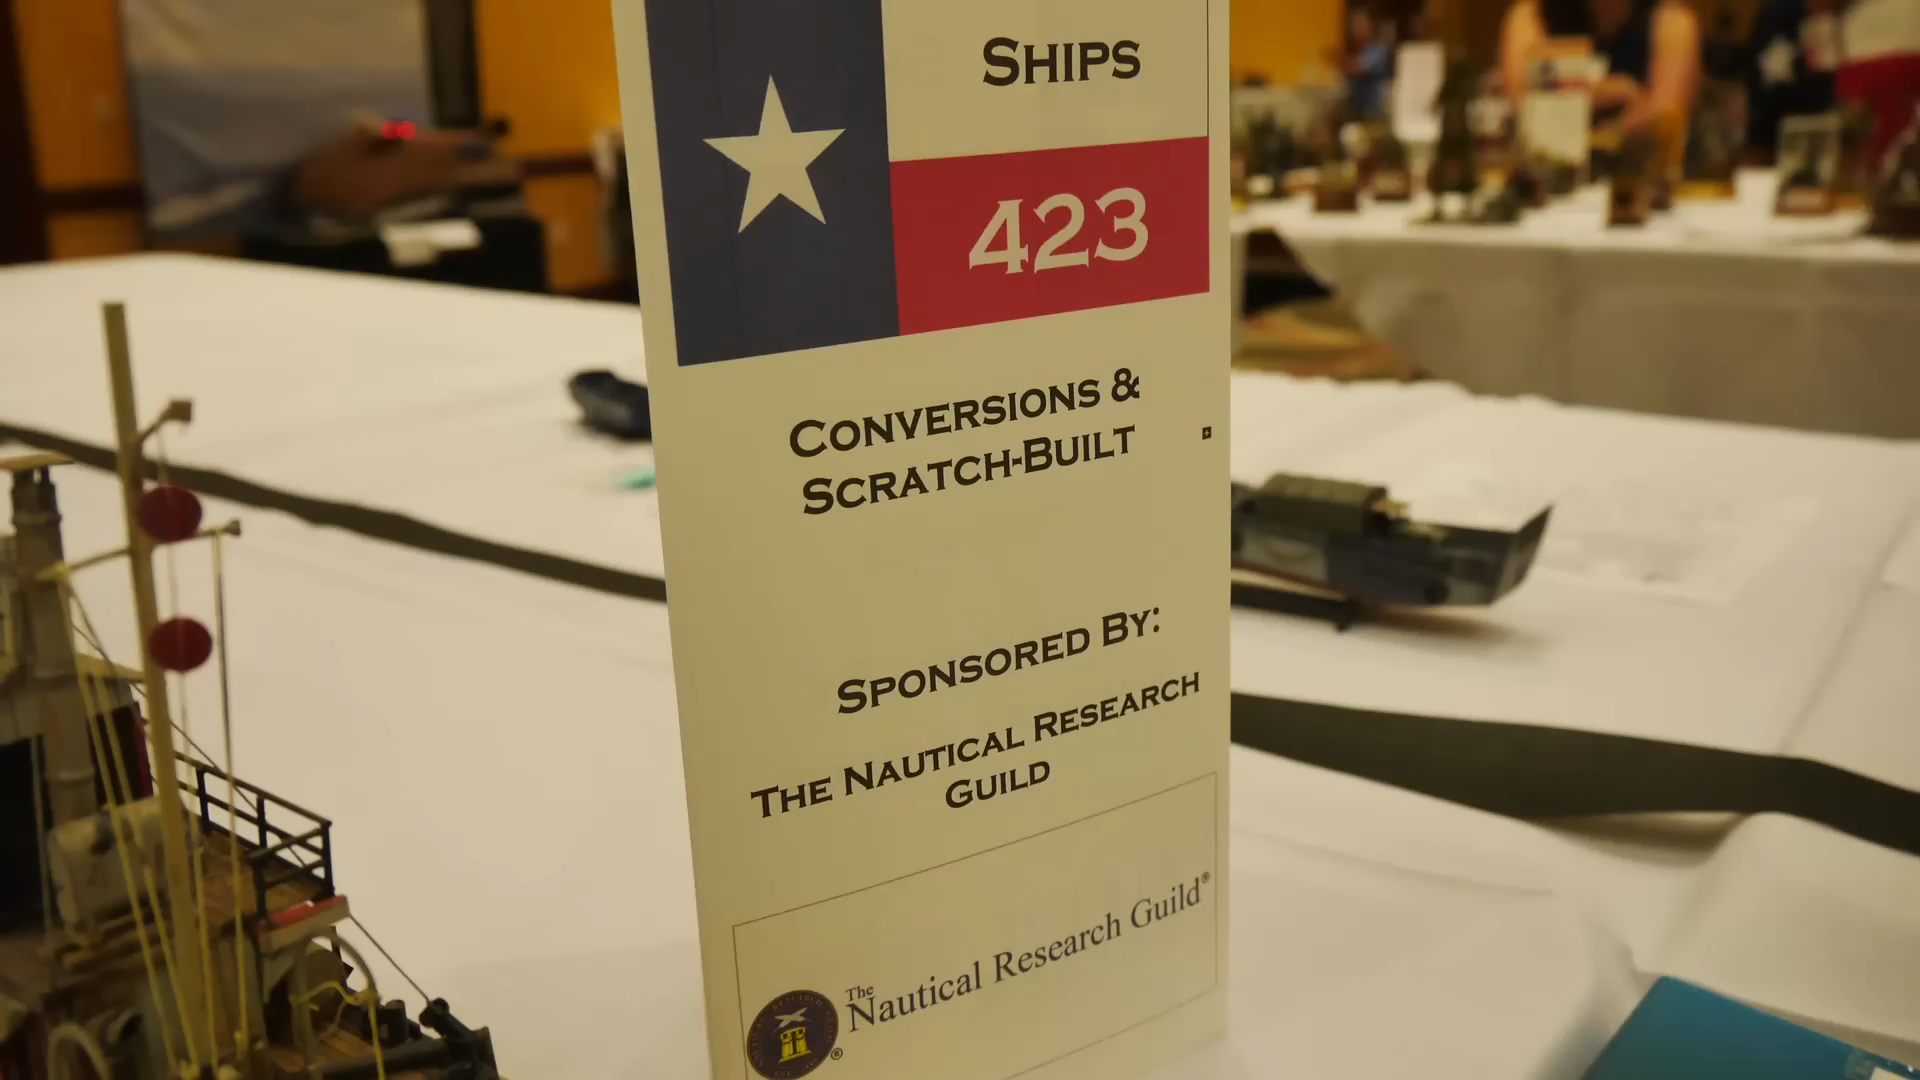 SHIPS
423
CONVERSIONS &
SCRATCH-BUILT
SPONSORED BY:
THE NAUTICAL RESEARCH
GUILD
The
Nautical Research Guild®